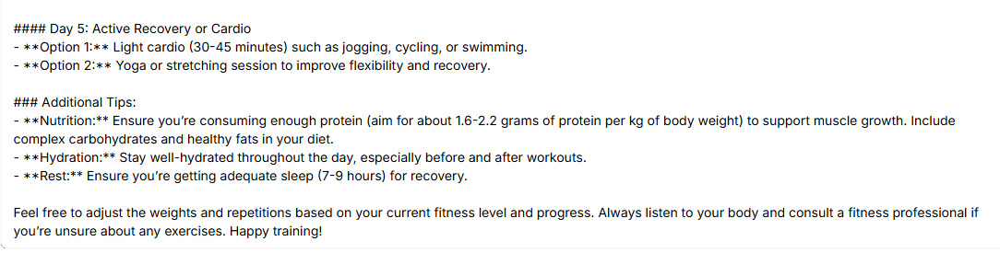 #### Day 5: Active Recovery or Cardio
- **Option 1:** Light cardio (30-45 minutes) such as jogging, cycling, or swimming.
- **Option 2:** Yoga or stretching session to improve flexibility and recovery.
### Additional Tips:
- **Nutrition:** Ensure you're consuming enough protein (aim for about 1.6-2.2 grams of protein per kg of body weight) to support muscle growth. Include
complex carbohydrates and healthy fats in your diet.
- **Hydration:** Stay well-hydrated throughout the day, especially before and after workouts.
- **Rest:** Ensure you're getting adequate sleep (7-9 hours) for recovery.
Feel free to adjust the weights and repetitions based on your current fitness level and progress. Always listen to your body and consult a fitness professional if
you're unsure about any exercises. Happy training!